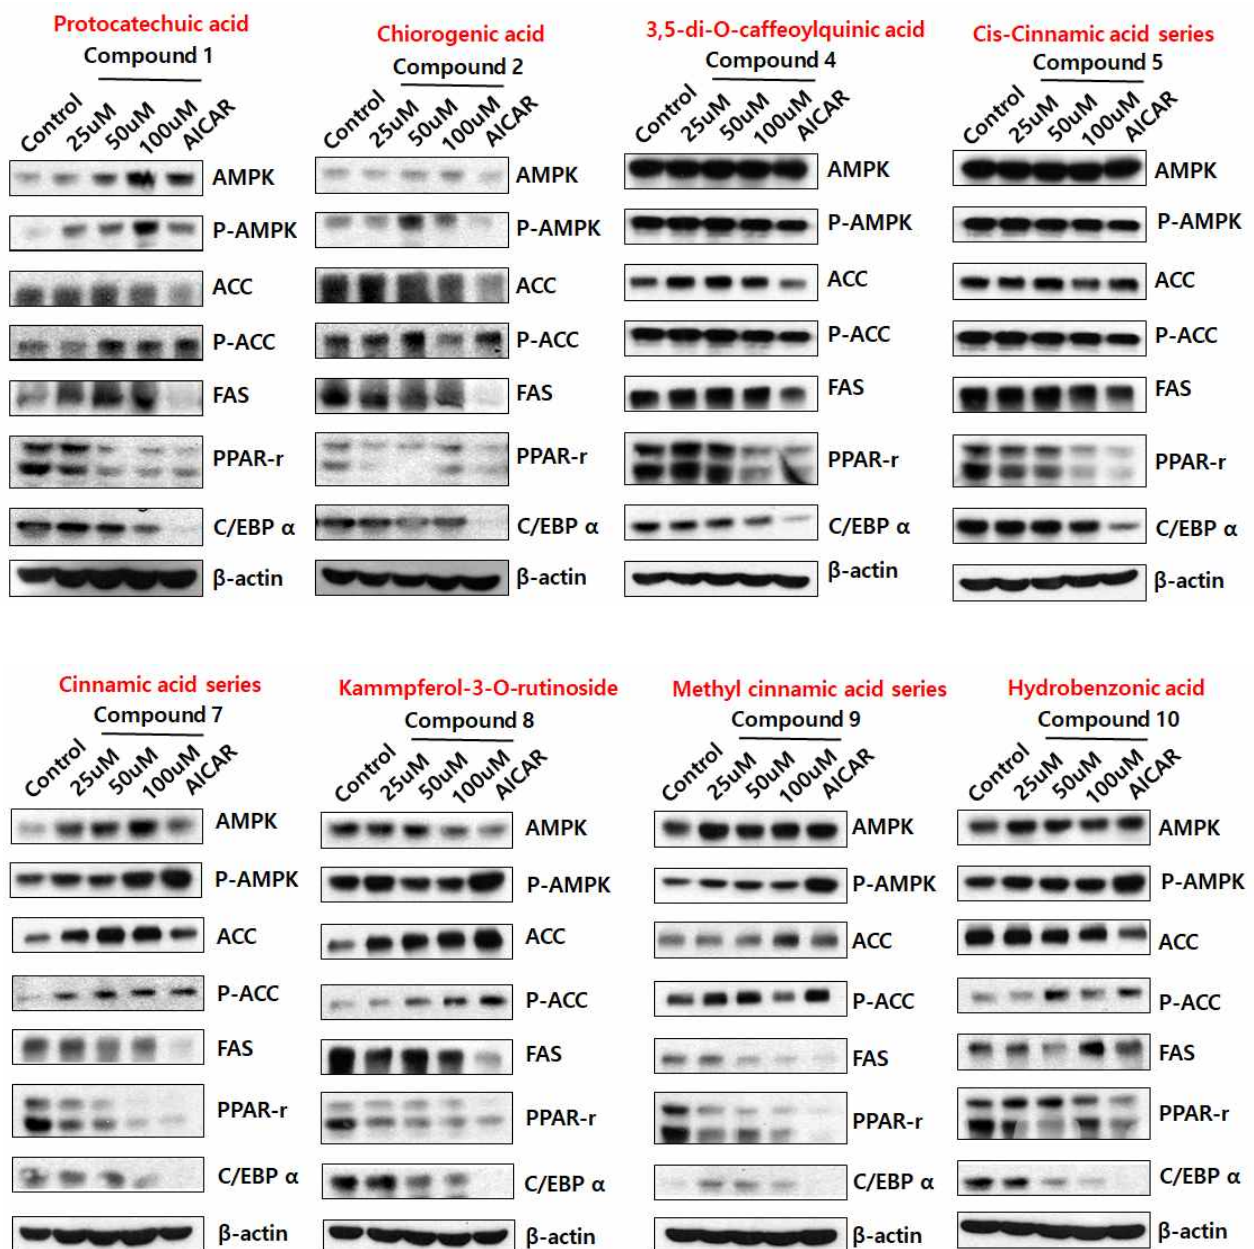 Protocatechuic acid
Compound 1
Control 25uM 50uM 100uM AICAR
AMPK
P-AMPK
ACC
P-ACC
FAS
PPAR-r
C/EBP α
β-actin
Chiorogenic acid
Compound 2
Control 25uM 50uM 100uM AICAR
AMPK
P-AMPK
ACC
P-ACC
FAS
PPAR-r
C/EBP α
β-actin
3,5-di-O-caffeoylquinic acid
Compound 4
Control 25uM 50uM 100uM AICAR
AMPK
P-AMPK
ACC
P-ACC
FAS
PPAR-r
C/EBP α
β-actin
Cis-Cinnamic acid series
Compound 5
Control 25uM 50uM 100uM AICAR
AMPK
P-AMPK
ACC
P-ACC
FAS
PPAR-r
C/EBP α
β-actin
Cinnamic acid series
Compound 7
Control 25uM 50uM 100uM AICAR
AMPK
P-AMPK
ACC
P-ACC
FAS
PPAR-r
C/EBP α
β-actin
Kammpferol-3-O-rutinoside
Compound 8
Control 25uM 50uM 100uM AICAR
AMPK
P-AMPK
ACC
P-ACC
FAS
PPAR-r
C/EBP α
β-actin
Methyl cinnamic acid series
Compound 9
Control 25uM 50uM 100uM AICAR
AMPK
P-AMPK
ACC
P-ACC
FAS
PPAR-r
C/EBP α
β-actin
Hydrobenzonic acid
Compound 10
Control 25uM 50uM 100uM AICAR
AMPK
P-AMPK
ACC
P-ACC
FAS
PPAR-r
C/EBP α
β-actin